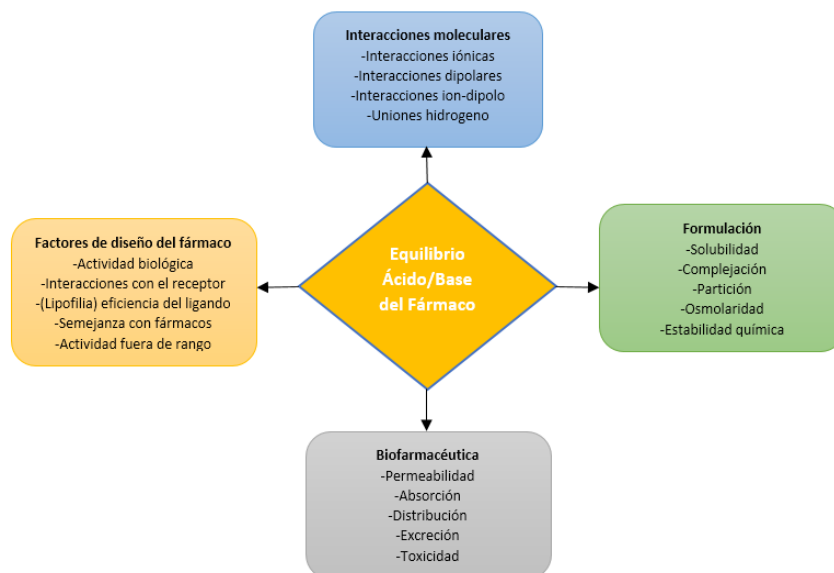 Interacciones moleculares
-Interacciones iónicas
-Interacciones dipolares
-Interacciones ion-dipolo
-Uniones hidrogeno
Factores de diseño del fármaco
-Actividad biológica
-Interacciones con el receptor
-(Lipofilia) eficiencia del ligando
-Semejanza con fármacos
-Actividad fuera de rango
Equilibrio
Ácido/Base
del Fármaco
Formulación
-Solubilidad
-Complejación
-Partición
-Osmolaridad
-Estabilidad química
Biofarmacéutica
-Permeabilidad
-Absorción
-Distribución
-Excreción
-Toxicidad